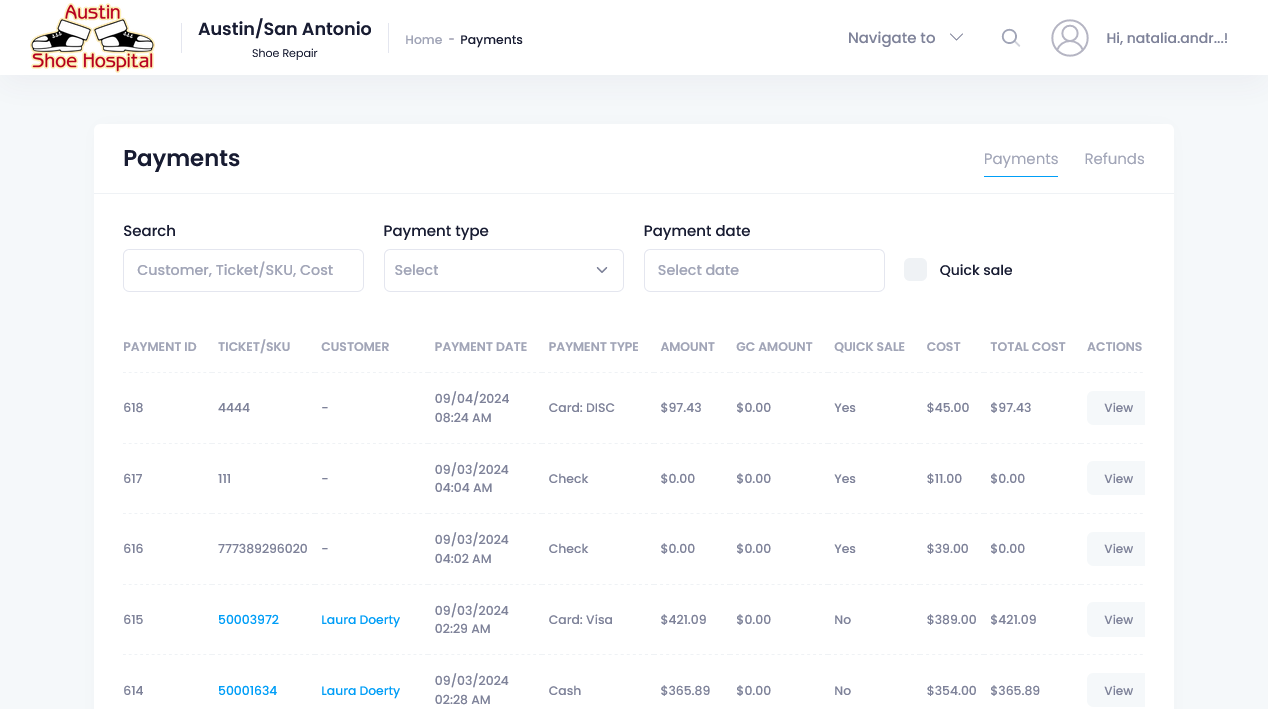 Austin
Shoe Hospital
Austin/San Antonio
Shoe Repair
Home - Payments
Navigate to
Hi, natalia.andr...!
Payments
Payments Refunds
Search Payment type Payment date
Customer, Ticket/SKU, Cost Select Select date Quick sale
PAYMENT ID TICKET/SKU CUSTOMER PAYMENT DATE PAYMENT TYPE AMOUNT GC AMOUNT QUICK SALE COST TOTAL COST ACTIONS
618 4444 - 09/04/2024 08:24 AM Card: DISC $97.43 $0.00 Yes $45.00 $97.43 View
617 111 - 09/03/2024 04:04 AM Check $0.00 $0.00 Yes $11.00 $0.00 View
616 777389296020 - 09/03/2024 04:02 AM Check $0.00 $0.00 Yes $39.00 $0.00 View
615 50003972 Laura Doerty 09/03/2024 02:29 AM Card: Visa $421.09 $0.00 No $389.00 $421.09 View
614 50001634 Laura Doerty 09/03/2024 02:28 AM Cash $365.89 $0.00 No $354.00 $365.89 View